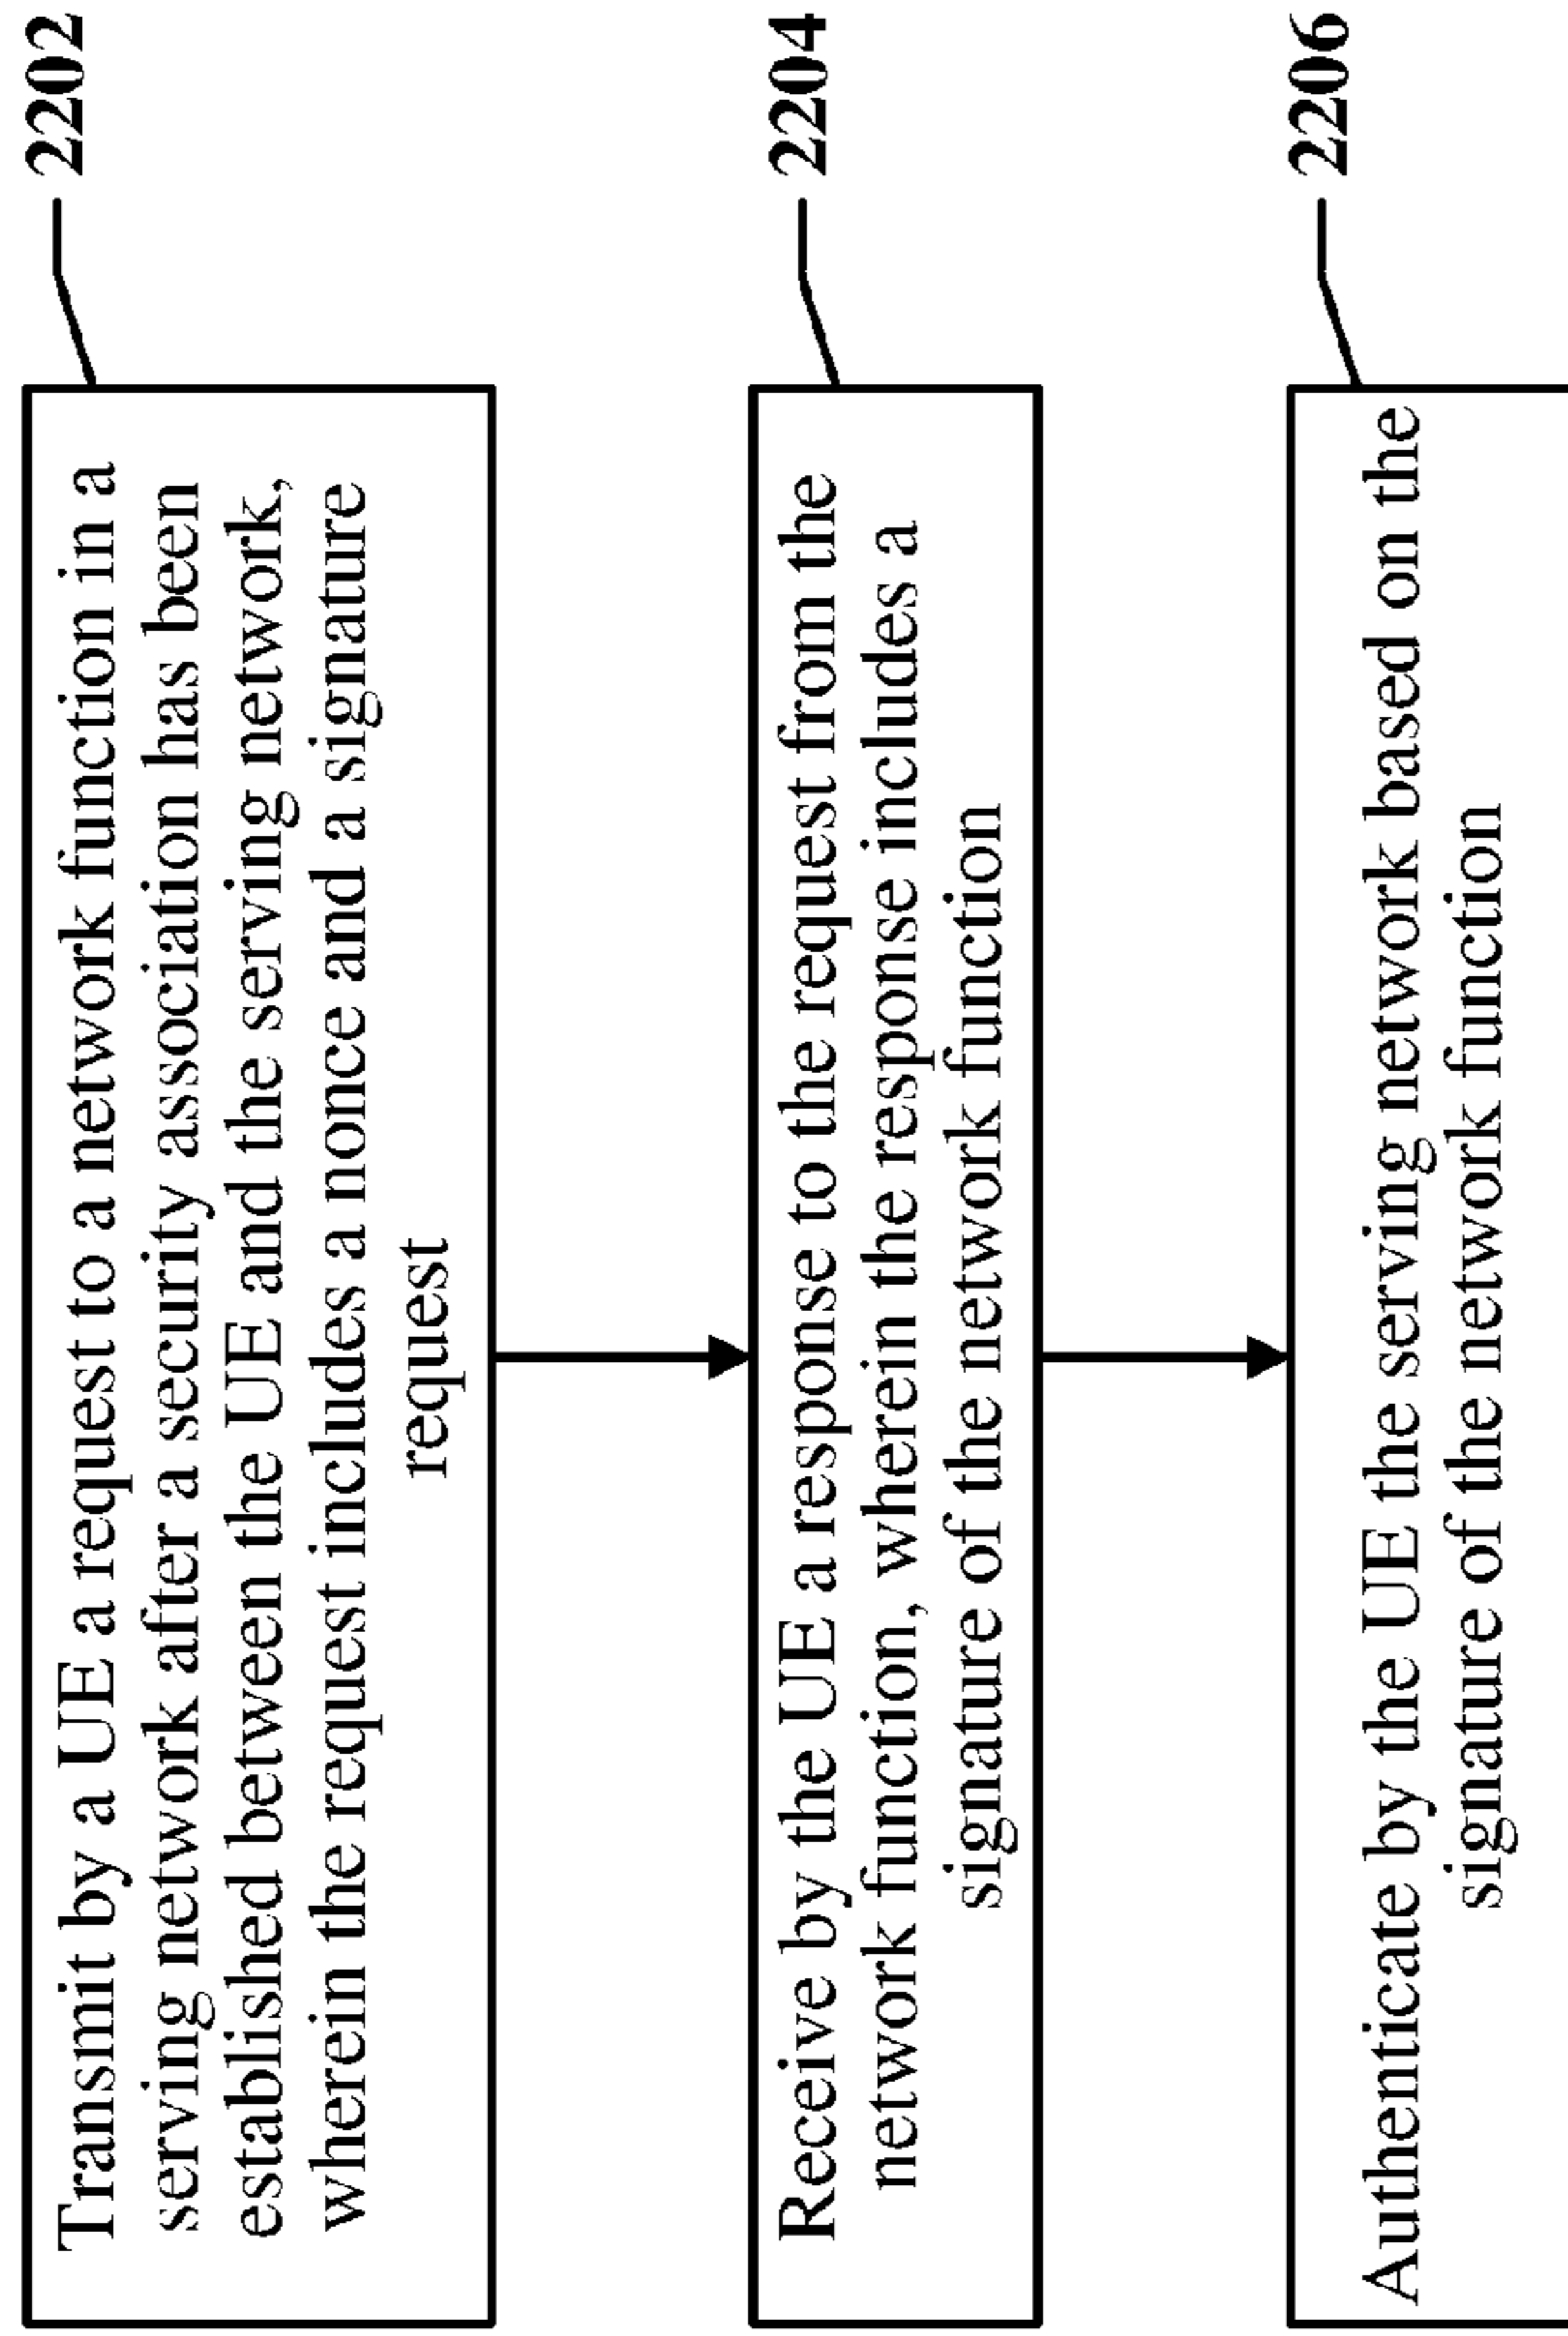 Transmit by a UE a request to a network function in a
serving network after a security association has been
established between the UE and the serving network,
wherein the request includes a nonce and a signature
request
2202
Receive by the UE a response to the request from the
network function, wherein the response includes a
signature of the network function
2204
Authenticate by the UE the serving network based on the
signature of the network function
2206